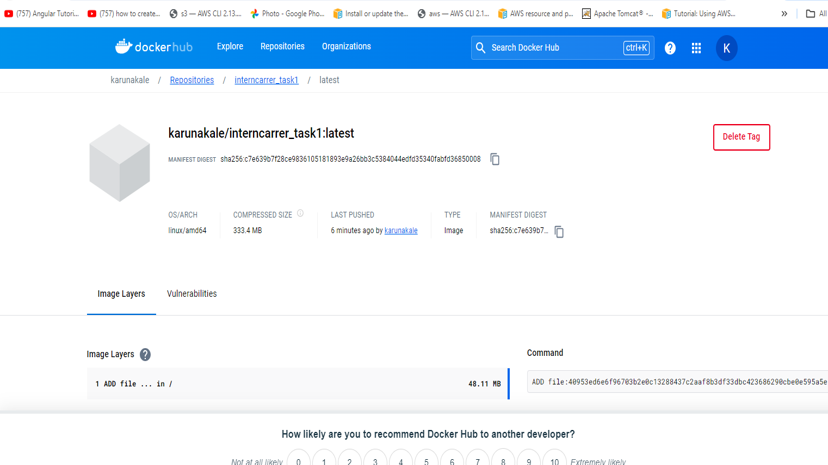 (757) Angular Tutori... (757) how to create... s3 — AWS CLI 2.13.... Photo - Google Pho... Install or update the... aws — AWS CLI 2.1... AWS resource and p... Apache Tomcat® -... Tutorial: Using AWS... » All
dockerhub Explore Repositories Organizations Search Docker Hub ctrl+K ? K
karunakale / Repositories / interncarrer_task1 / latest
karunakale/interncarrer_task1:latest
Delete Tag
MANIFEST DIGEST sha256:c7e639b7f28ce9836105181893e9a26bb3c5384044edfd35340fabfd36850008
OS/ARCH COMPRESSED SIZE LAST PUSHED TYPE MANIFEST DIGEST
linux/amd64 333.4 MB 6 minutes ago by karunakale Image sha256:c7e639b7...
Image Layers Vulnerabilities
Image Layers ? Command
1 ADD file ... in / 48.11 MB ADD file:40953ed6e6f96703b2e0c13288437c2aaf8b3df33dbc423686290cbe0e595a5e
How likely are you to recommend Docker Hub to another developer?
Not at all likely 0 1 2 3 4 5 6 7 8 9 10 Extremely likely